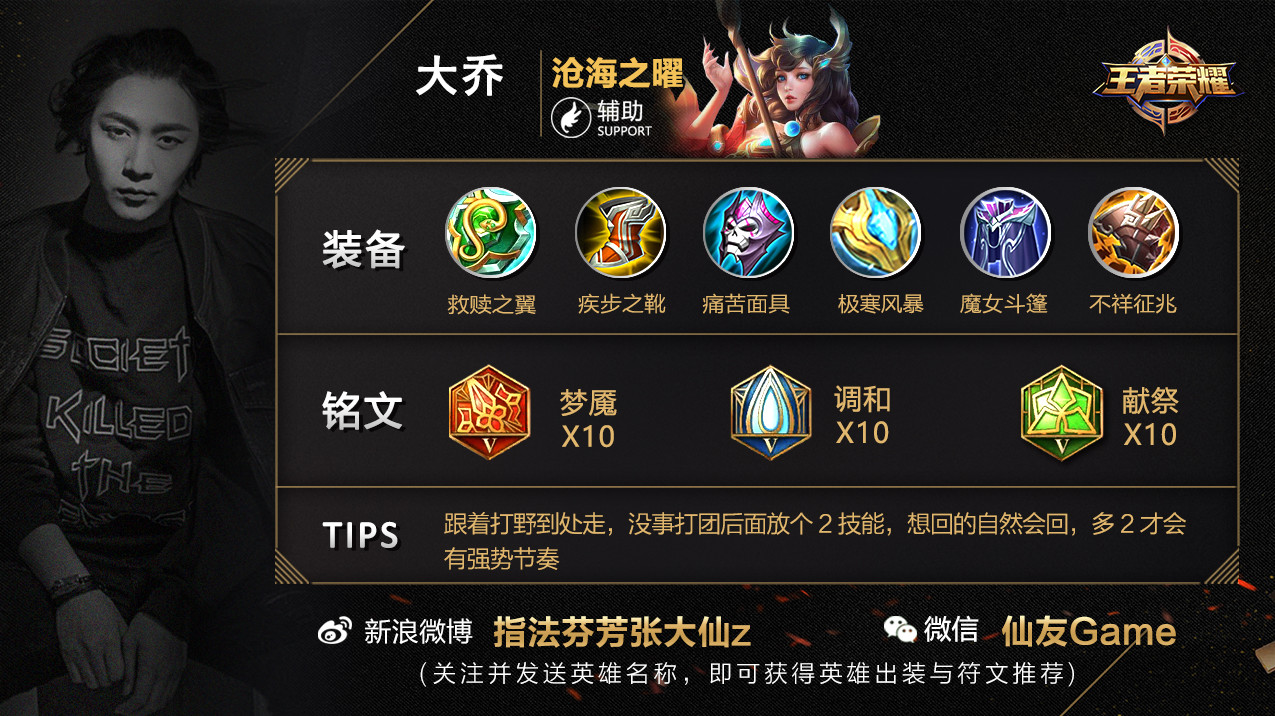 大乔
沧海之曜
辅助
SUPPORT
王者荣耀
装备
救赎之翼 疾步之靴 痛苦面具 极寒风暴 魔女斗篷 不祥征兆
铭文
梦魇 X10
调和 X10
献祭 X10
V V V
TIPS
跟着打野到处走，没事打团后面放个 2 技能，想回的自然会回，多 2 才会
有强势节奏
SOCIET
KILLED
THE
新浪微博 指法芬芳张大仙z 微信 仙友Game
（关注并发送英雄名称，即可获得英雄出装与符文推荐）